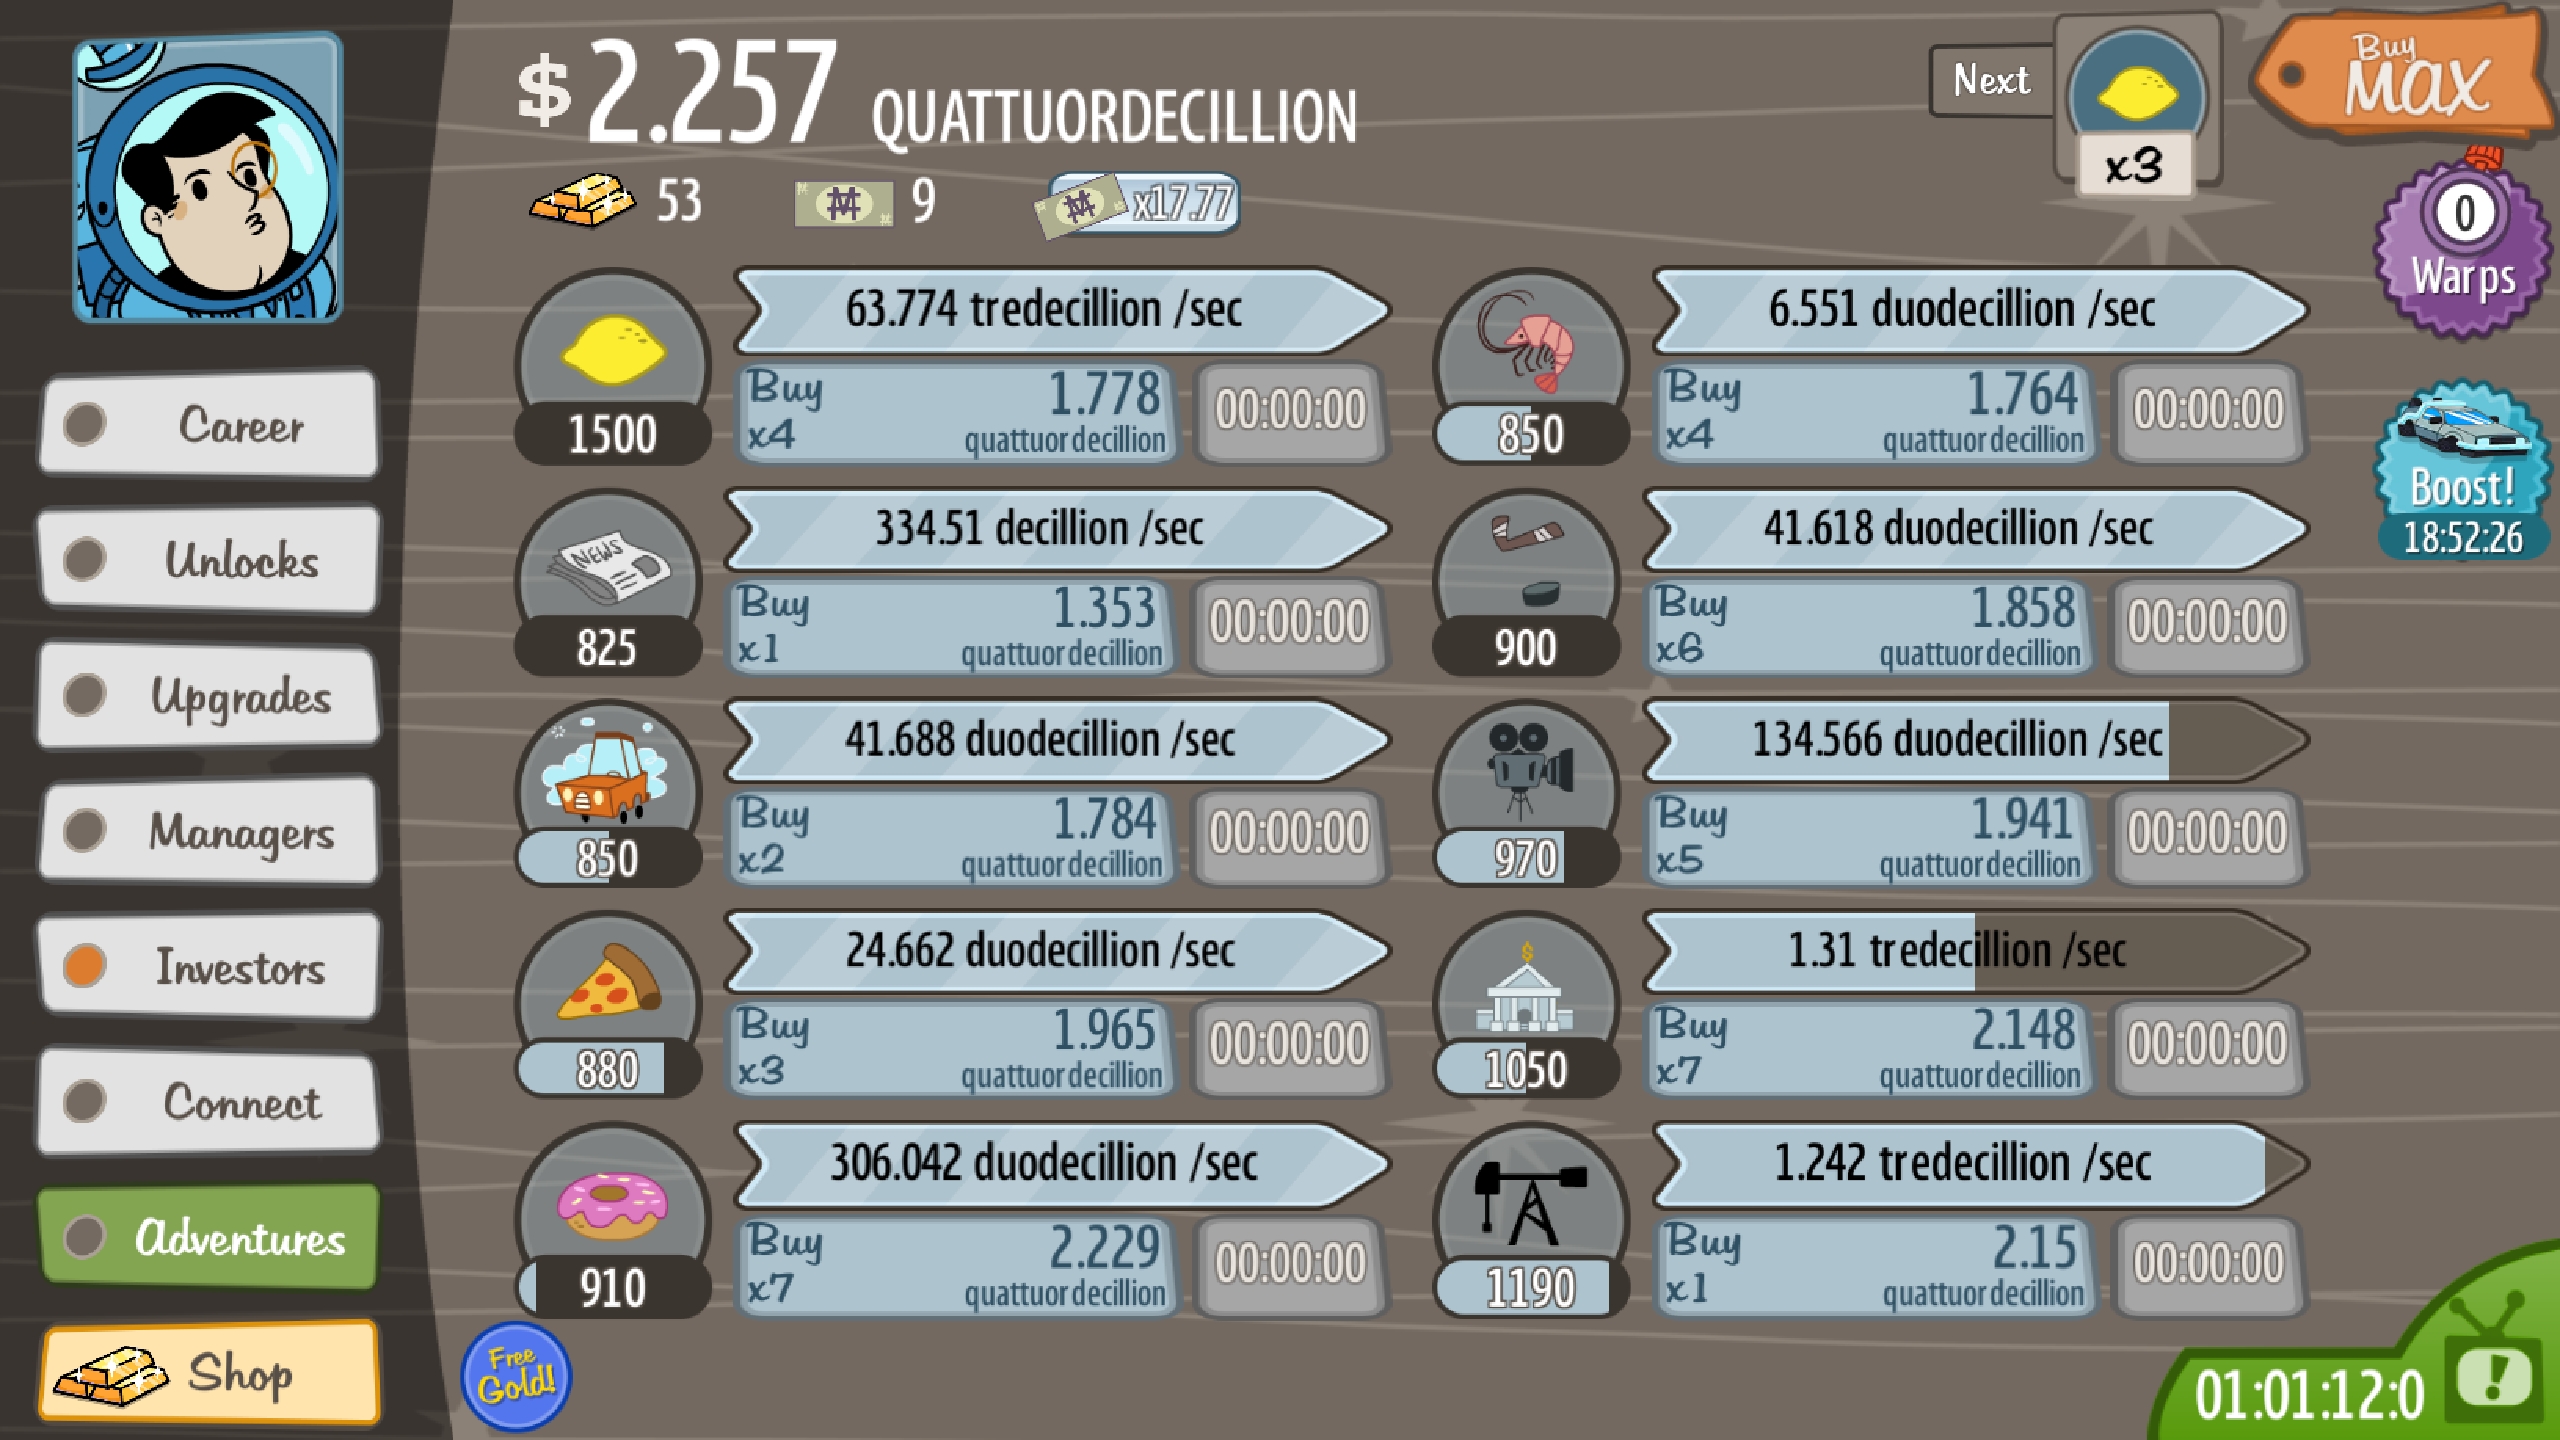 $2.257 QUATTUORDECILLION
53
9
x17.77
Next
x3
Buy
MAX
0
Warps
Boost!
18:52:26
Career
Unlocks
Upgrades
Managers
Investors
Connect
Adventures
Shop
63.774 tredecillion /sec
1500
Buy
x4
1.778
quattuordecillion
00:00:00
NEWS
334.51 decillion /sec
825
Buy
x1
1.353
quattuordecillion
00:00:00
41.688 duodecillion /sec
850
Buy
x2
1.784
quattuordecillion
00:00:00
24.662 duodecillion /sec
880
Buy
x3
1.965
quattuordecillion
00:00:00
306.042 duodecillion /sec
910
Buy
x7
2.229
quattuordecillion
00:00:00
6.551 duodecillion /sec
850
Buy
x4
1.764
quattuordecillion
00:00:00
41.618 duodecillion /sec
900
Buy
x6
1.858
quattuordecillion
00:00:00
134.566 duodecillion /sec
970
Buy
x5
1.941
quattuordecillion
00:00:00
$
1.31 tredecillion /sec
1050
Buy
x7
2.148
quattuordecillion
00:00:00
1.242 tredecillion /sec
1190
Buy
x1
2.15
quattuordecillion
00:00:00
Free
Gold!
01:01:12:0
!